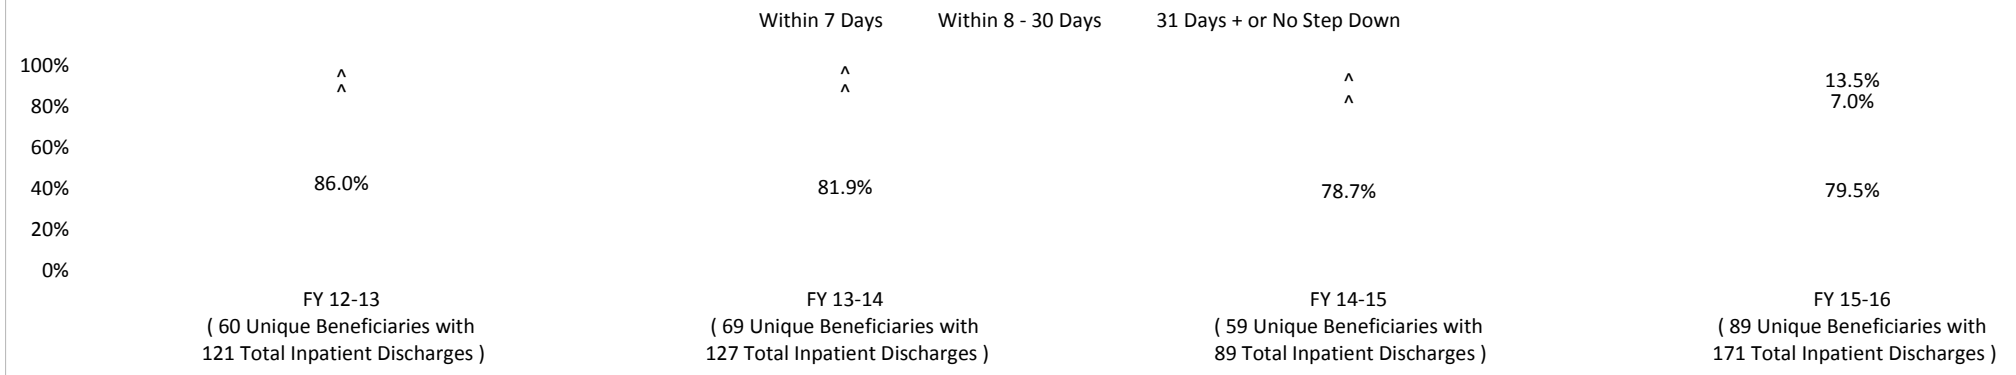 Within 7 Days Within 8 - 30 Days 31 Days + or No Step Down
100%
80%
60%
40%
20%
0%
^
^
86.0%
^
^
81.9%
^
^
78.7%
13.5%
7.0%
79.5%
FY 12-13
( 60 Unique Beneficiaries with
121 Total Inpatient Discharges )
FY 13-14
( 69 Unique Beneficiaries with
127 Total Inpatient Discharges )
FY 14-15
( 59 Unique Beneficiaries with
89 Total Inpatient Discharges )
FY 15-16
( 89 Unique Beneficiaries with
171 Total Inpatient Discharges )